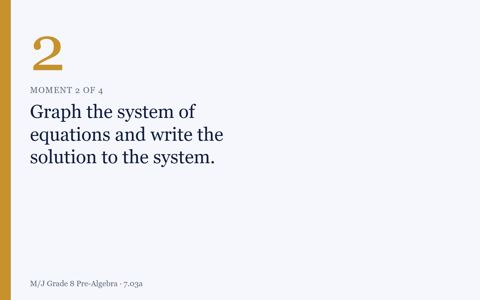 2
MOMENT 2 OF 4
Graph the system of
equations and write the
solution to the system.
M/J Grade 8 Pre-Algebra · 7.03a